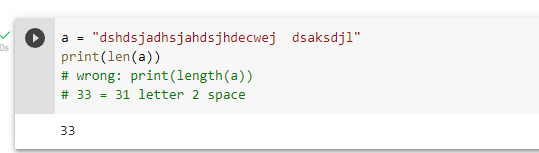 a = "dshdsjadhsjahdsjhdecwej  dsaksdjl"
print(len(a))
# wrong: print(length(a))
# 33 = 31 letter 2 space
0s
33